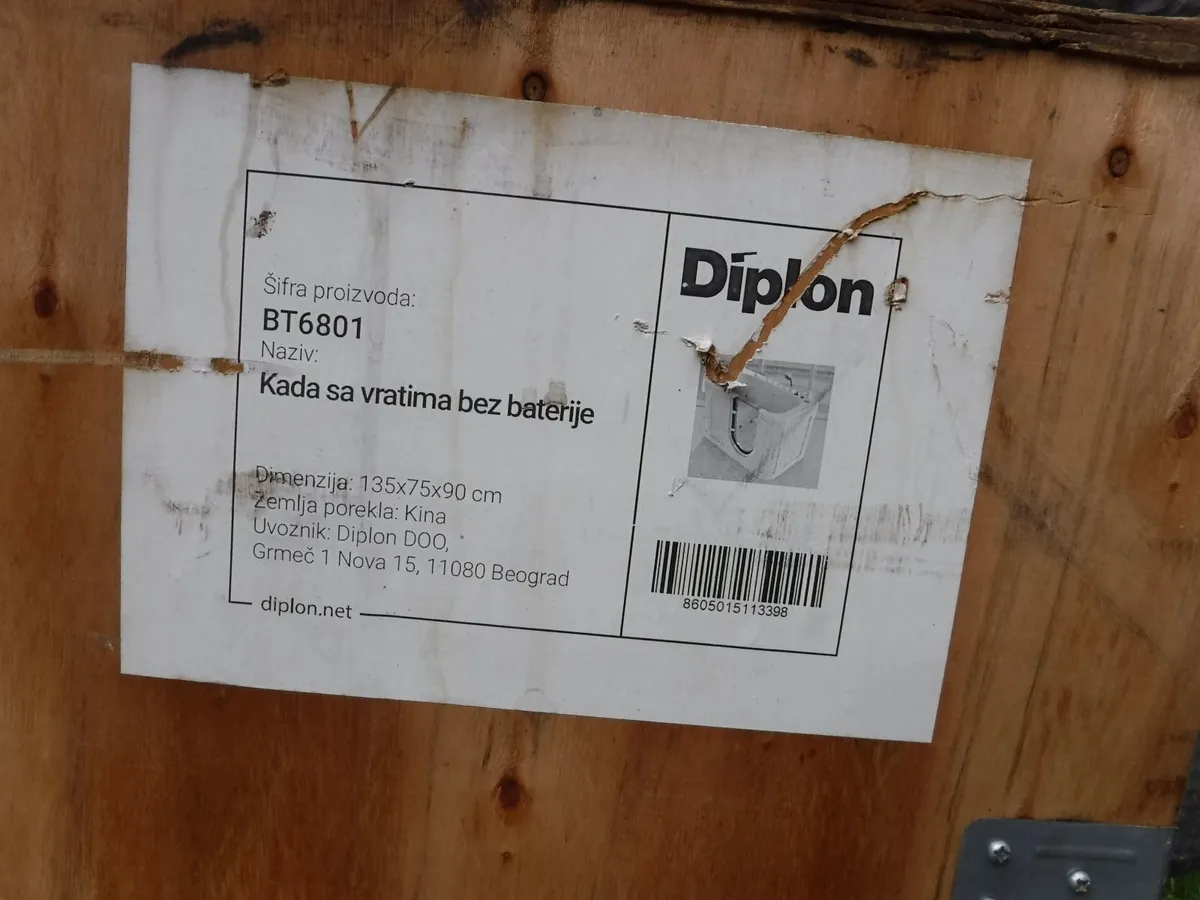 Šifra proizvoda:
BT6801
Naziv:
Kada sa vratima bez baterije
Dimenzija: 135x75x90 cm
Zemlja porekla: Kina
Uvoznik: Diplon DOO,
Grmeč 1 Nova 15, 11080 Beograd
diplon.net
Diplon
8605015113398